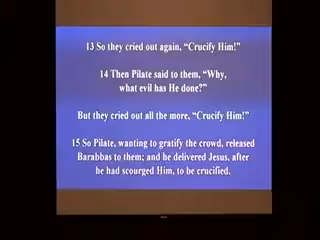 13 So they cried out again, “Crucify Him!”
14 Then Pilate said to them, “Why,
what evil has He done?”
But they cried out all the more, “Crucify Him!”
15 So Pilate, wanting to gratify the crowd, released
Barabbas to them; and he delivered Jesus, after
he had scourged Him, to be crucified.